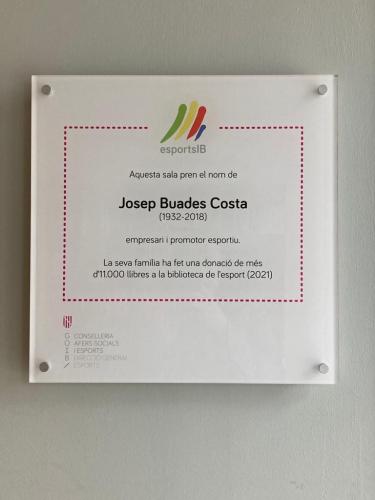 esportsIB
Aquesta sala pren el nom de
Josep Buades Costa
(1932-2018)
empresari i promotor esportiu.
La seva família ha fet una donació de més
d'11.000 llibres a la biblioteca de l'esport (2021)
G CONSELLERIA
O AFERS SOCIALS
I I ESPORTS
B DIRECCIÓ GENERAL
/ ESPORTS